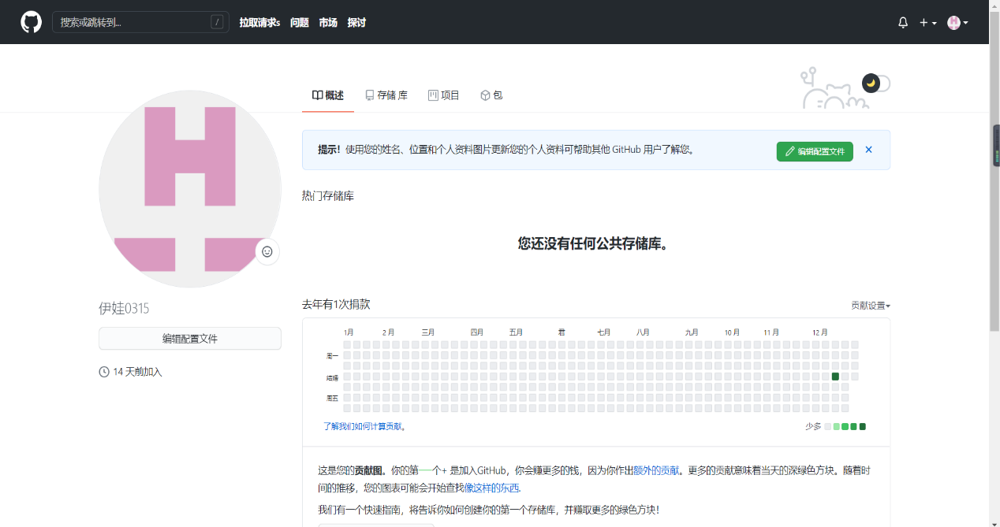 搜索或跳转到... /
拉取请求s 问题 市场 探讨
概述 存储 库 项目 包
提示！使用您的姓名、位置和个人资料图片更新您的个人资料可帮助其他 GitHub 用户了解您。 编辑配置文件
热门存储库
您还没有任何公共存储库。
伊娃0315
编辑配置文件
14 天前加入
去年有1次捐款 贡献设置
1月 2 月 三月 四月 五月 君 七月 八月 九月 10 月 11 月 12 月
周一
结婚
周五
了解我们如何计算贡献。 少多
这是您的贡献图。你的第一个+ 是加入GitHub，你会赚更多的钱，因为你作出额外的贡献。更多的贡献意味着当天的深绿色方块。随着时
间的推移，您的图表可能会开始查找像这样的东西.
我们有一个快速指南，将告诉你如何创建你的第一个存储库，并赚取更多的绿色方块！